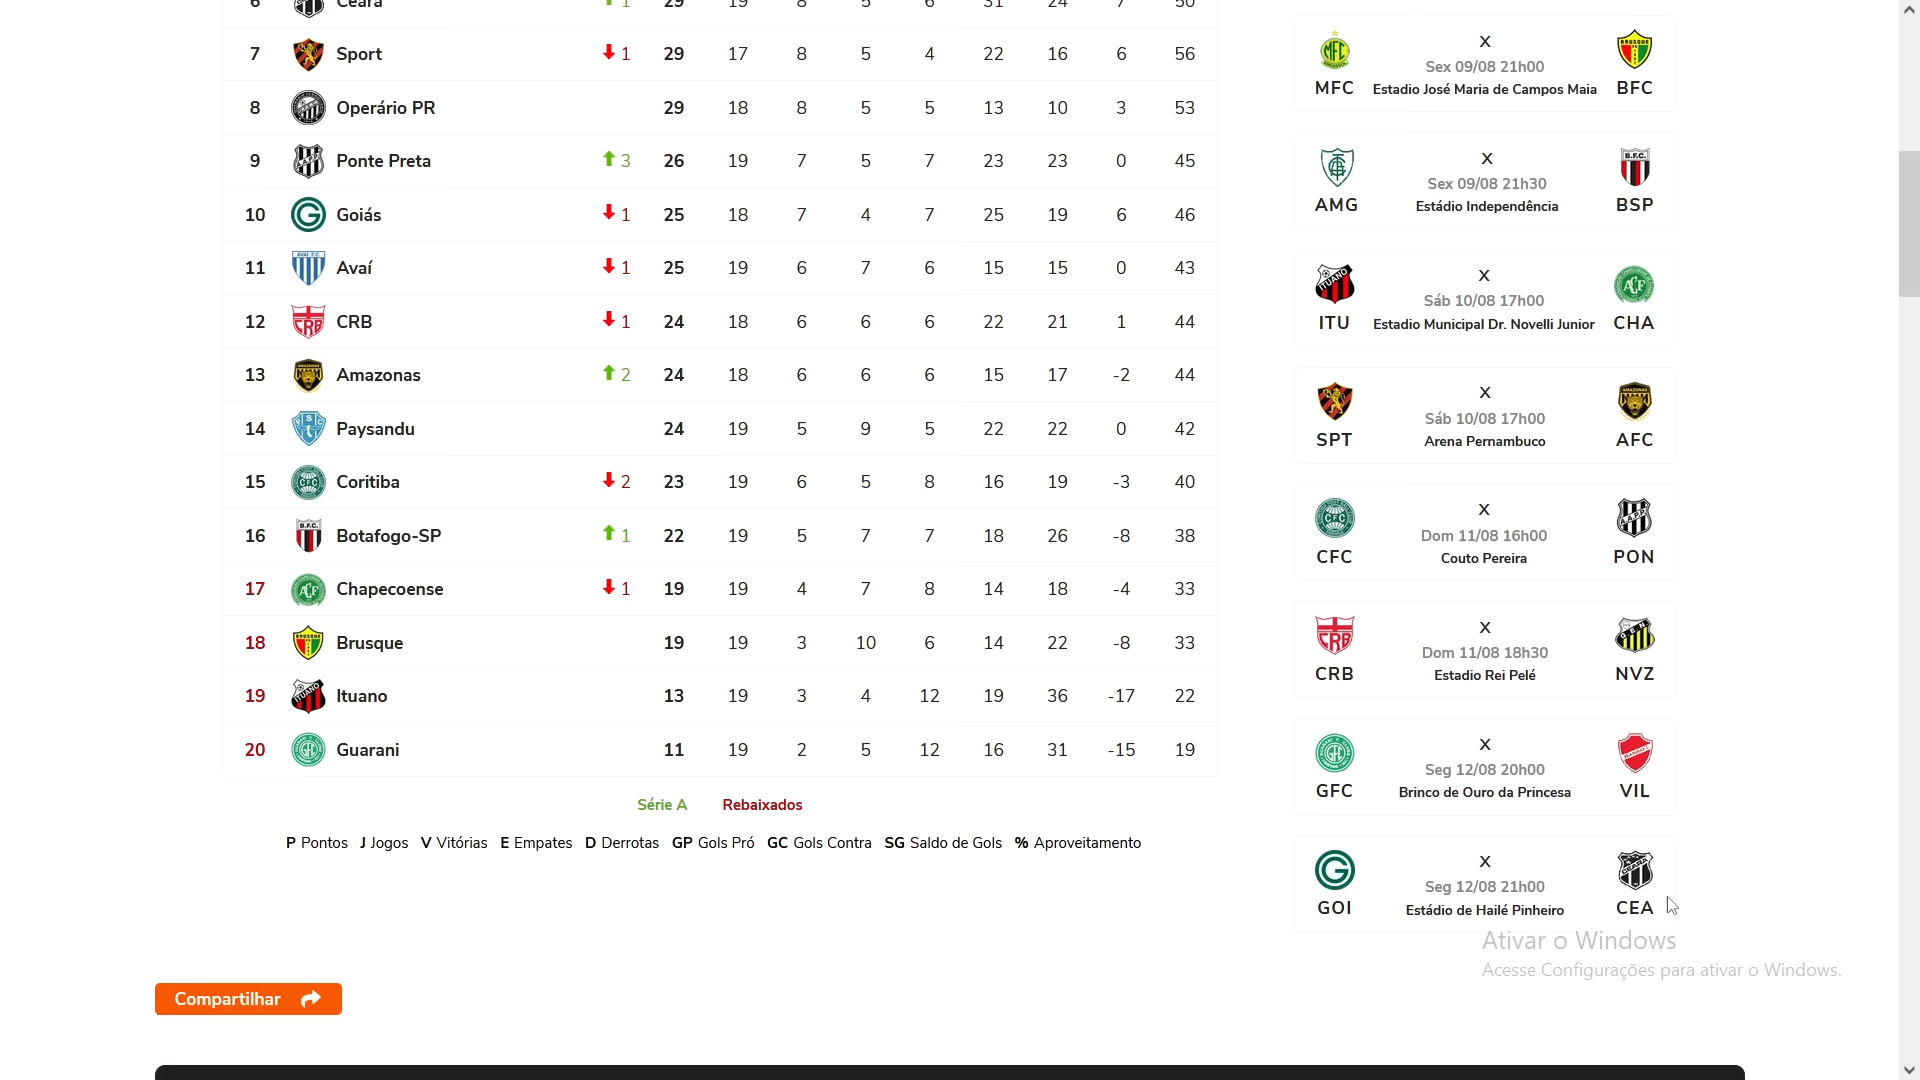 6 Ceará 1 29 19 8 5 6 31 24 7 50
7 Sport 1 29 17 8 5 4 22 16 6 56
8 Operário PR 29 18 8 5 5 13 10 3 53
9 Ponte Preta 3 26 19 7 5 7 23 23 0 45
10 Goiás 1 25 18 7 4 7 25 19 6 46
11 Avaí 1 25 19 6 7 6 15 15 0 43
12 CRB 1 24 18 6 6 6 22 21 1 44
13 Amazonas 2 24 18 6 6 6 15 17 -2 44
14 Paysandu 24 19 5 9 5 22 22 0 42
15 Coritiba 2 23 19 6 5 8 16 19 -3 40
16 Botafogo-SP 1 22 19 5 7 7 18 26 -8 38
17 Chapecoense 1 19 19 4 7 8 14 18 -4 33
18 Brusque 19 19 3 10 6 14 22 -8 33
19 Ituano 13 19 3 4 12 19 36 -17 22
20 Guarani 11 19 2 5 12 16 31 -15 19
Série A Rebaixados
P Pontos J Jogos V Vitórias E Empates D Derrotas GP Gols Pró GC Gols Contra SG Saldo de Gols % Aproveitamento
Compartilhar
X
Sex 09/08 21h00
MFC Estadio José Maria de Campos Maia BFC
X
Sex 09/08 21h30
AMG Estádio Independência BSP
X
Sáb 10/08 17h00
ITU Estadio Municipal Dr. Novelli Junior CHA
X
Sáb 10/08 17h00
SPT Arena Pernambuco AFC
X
Dom 11/08 16h00
CFC Couto Pereira PON
X
Dom 11/08 18h30
CRB Estadio Rei Pelé NVZ
X
Seg 12/08 20h00
GFC Brinco de Ouro da Princesa VIL
X
Seg 12/08 21h00
GOI Estádio de Hailé Pinheiro CEA
Ativar o Windows
Acesse Configurações para ativar o Windows.